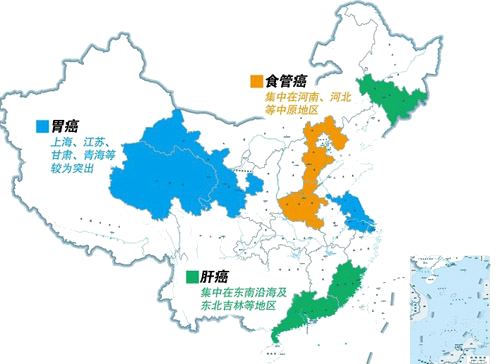 食管癌
集中在河南、河北
等中原地区
胃癌
上海、江苏、
甘肃、青海等
较为突出
肝癌
集中在东南沿海及
东北吉林等地区